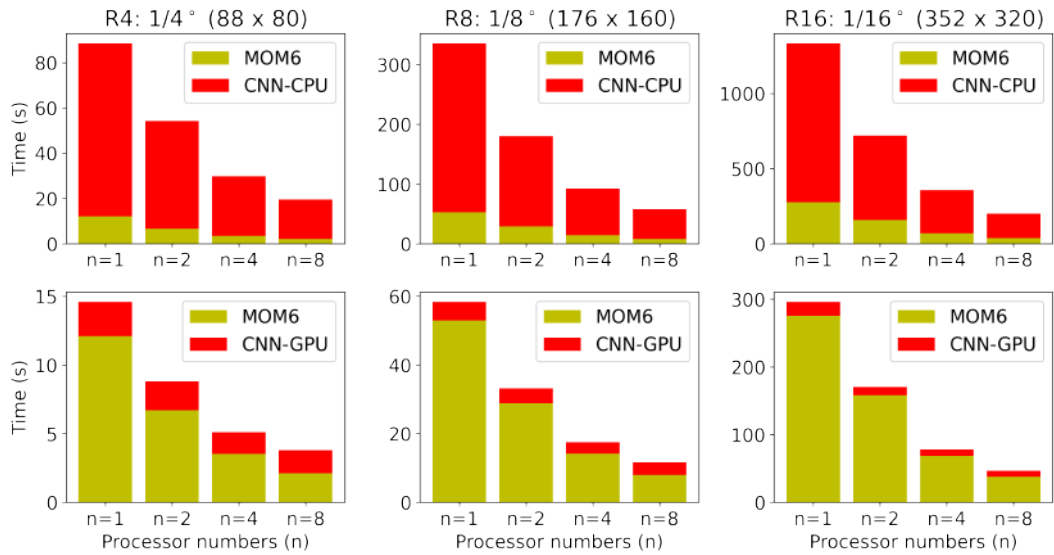 R4: 1/4° (88 x 80)
R8: 1/8° (176 x 160)
R16: 1/16° (352 x 320)
Time (s)
80
60
40
20
0
MOM6
CNN-CPU
n=1 n=2 n=4 n=8
300
200
100
0
MOM6
CNN-CPU
n=1 n=2 n=4 n=8
1000
500
0
MOM6
CNN-CPU
n=1 n=2 n=4 n=8
Time (s)
15
10
5
0
MOM6
CNN-GPU
n=1 n=2 n=4 n=8
Processor numbers (n)
60
40
20
0
MOM6
CNN-GPU
n=1 n=2 n=4 n=8
Processor numbers (n)
300
200
100
0
MOM6
CNN-GPU
n=1 n=2 n=4 n=8
Processor numbers (n)